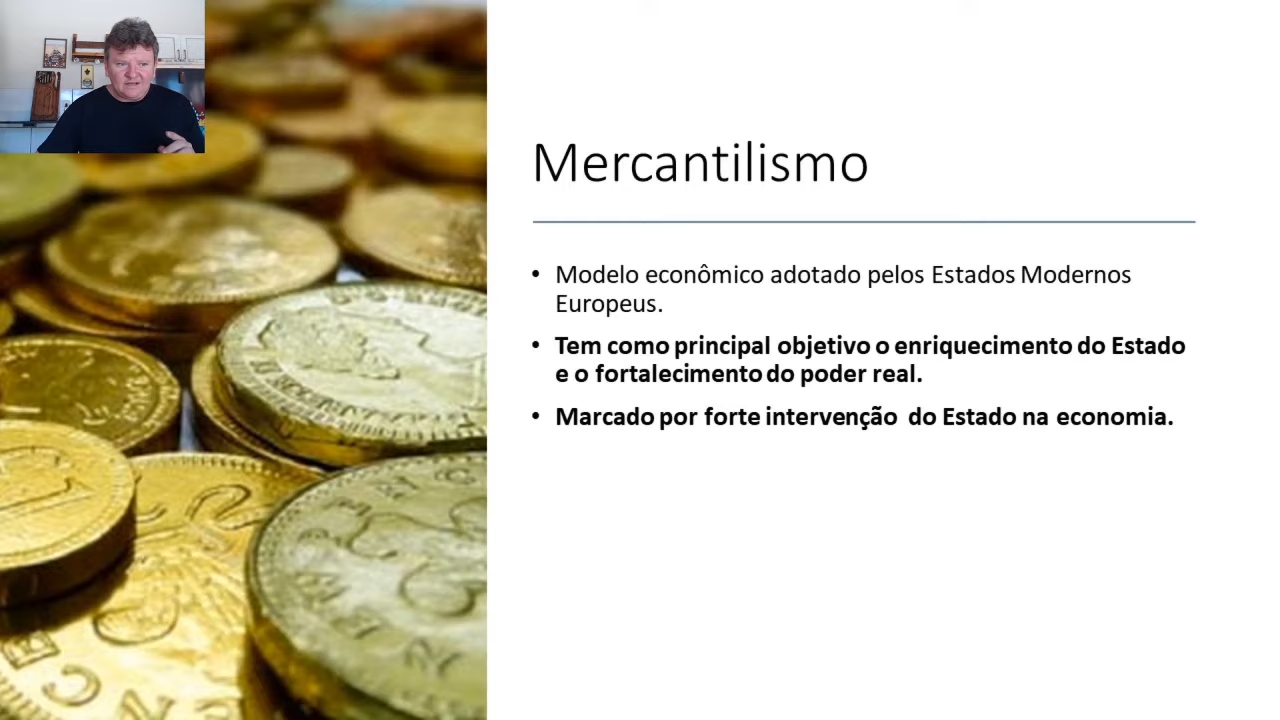 Mercantilismo
• Modelo econômico adotado pelos Estados Modernos
Europeus.
• Tem como principal objetivo o enriquecimento do Estado
e o fortalecimento do poder real.
• Marcado por forte intervenção do Estado na economia.